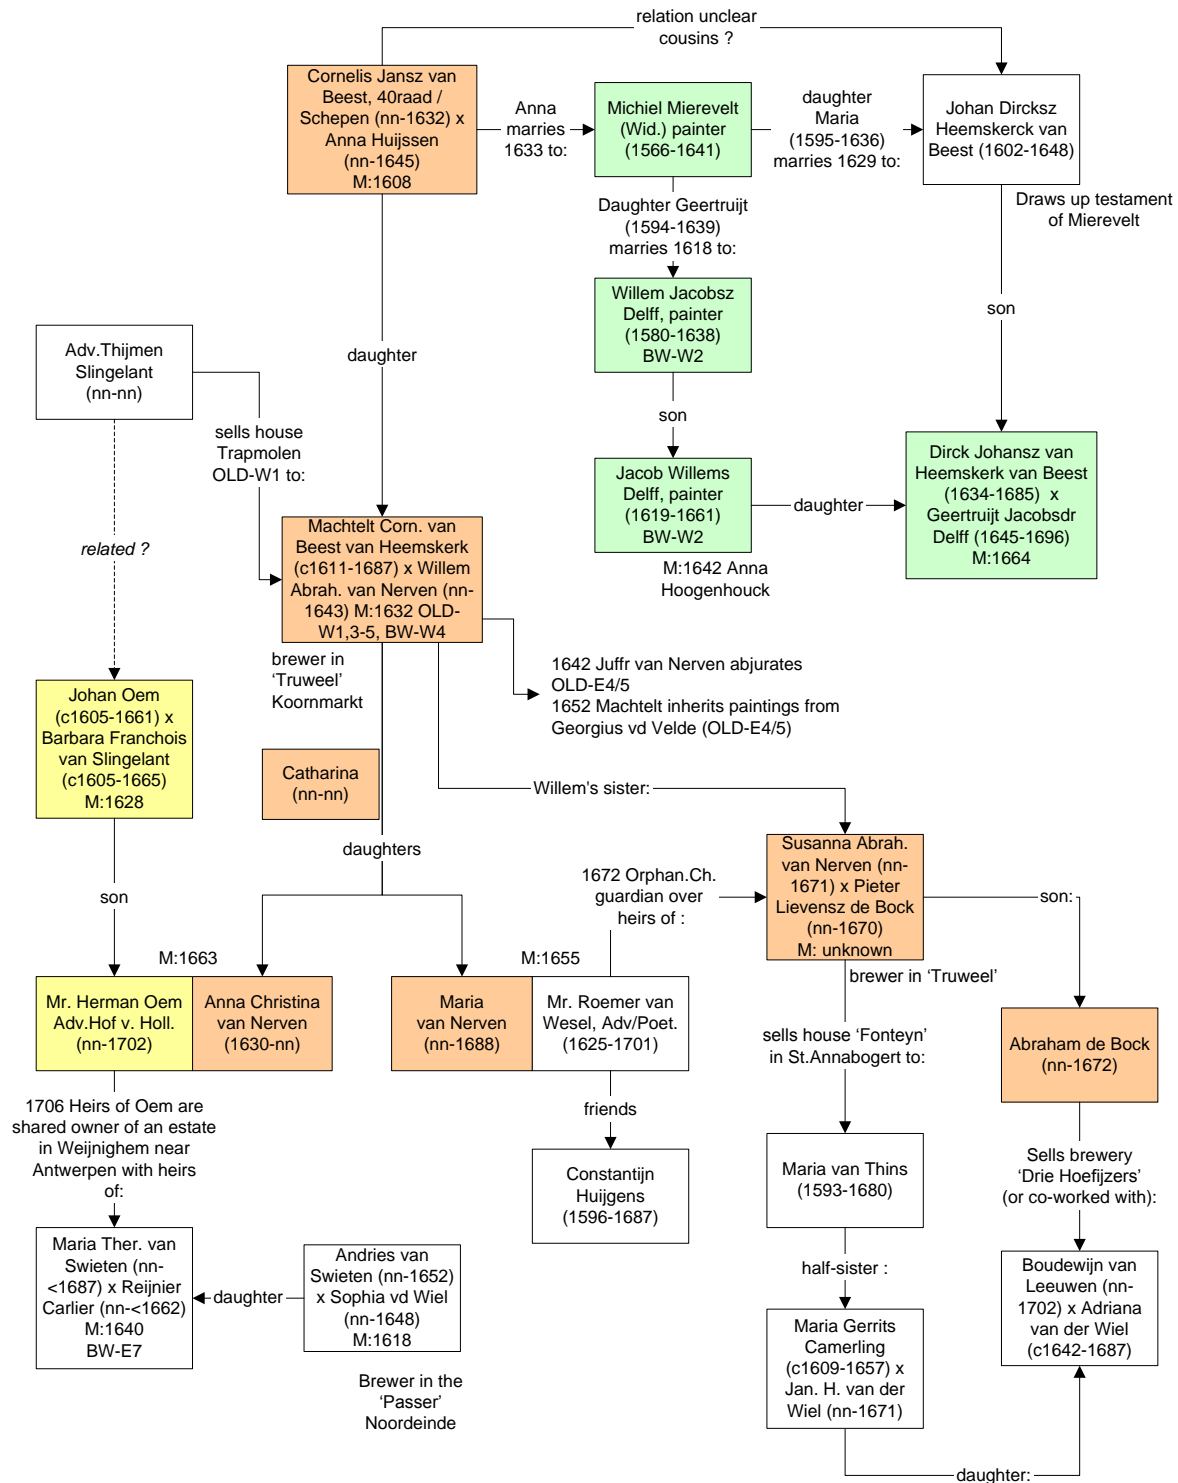 relation unclear
cousins ?
Cornelis Jansz van
Beest, 40raad /
Schepen (nn-1632) x
Anna Huijssen
(nn-1645)
M:1608
Anna
marries
1633 to:
Michiel Mierevelt
(Wid.) painter
(1566-1641)
daughter
Maria
(1595-1636)
marries 1629 to:
Johan Dircksz
Heemskerck van
Beest (1602-1648)
Draws up testament
of Mierevelt
Daughter Geertruijt
(1594-1639)
marries 1618 to:
Willem Jacobsz
Delff, painter
(1580-1638)
BW-W2
son
daughter
Adv.Thijmen
Slingelant
(nn-nn)
sells house
Trapmolen
OLD-W1 to:
son
Jacob Willems
Delff, painter
(1619-1661)
BW-W2
daughter
Dirck Johansz van
Heemskerk van Beest
(1634-1685)  x
Geertruijt Jacobsdr
Delff (1645-1696)
M:1664
M:1642 Anna
Hoogenhouck
related ?
Machtelt Corn. van
Beest van Heemskerk
(c1611-1687) x Willem
Abrah. van Nerven (nn-
1643) M:1632 OLD-
W1,3-5, BW-W4
brewer in
‘Truweel’
Koornmarkt
1642 Juffr van Nerven abjurates
OLD-E4/5
1652 Machtelt inherits paintings from
Georgius vd Velde (OLD-E4/5)
Johan Oem
(c1605-1661) x
Barbara Franchois
van Slingelant
(c1605-1665)
M:1628
Catharina
(nn-nn)
Willem's sister:
daughters
son
1672 Orphan.Ch.
guardian over
heirs of :
Susanna Abrah.
van Nerven (nn-
1671) x Pieter
Lievensz de Bock
(nn-1670)
M: unknown
son:
brewer in ‘Truweel’
M:1663
M:1655
Mr. Herman Oem
Adv.Hof v. Holl.
(nn-1702)
Anna Christina
van Nerven
(1630-nn)
Maria
van Nerven
(nn-1688)
Mr. Roemer van
Wesel, Adv/Poet.
(1625-1701)
sells house ‘Fonteyn’
in St.Annabogert to:
Abraham de Bock
(nn-1672)
1706 Heirs of Oem are
shared owner of an estate
in Weijnighem near
Antwerpen with heirs
of:
friends
Constantijn
Huijgens
(1596-1687)
Maria van Thins
(1593-1680)
Sells brewery
‘Drie Hoefijzers’
(or co-worked with):
Maria Ther. van
Swieten (nn-
<1687) x Reijnier
Carlier (nn-<1662)
M:1640
BW-E7
daughter
Andries van
Swieten (nn-1652)
x Sophia vd Wiel
(nn-1648)
M:1618
Brewer in the
‘Passer’
Noordeinde
half-sister :
Maria Gerrits
Camerling
(c1609-1657) x
Jan. H. van der
Wiel (nn-1671)
Boudewijn van
Leeuwen (nn-
1702) x Adriana
van der Wiel
(c1642-1687)
daughter: